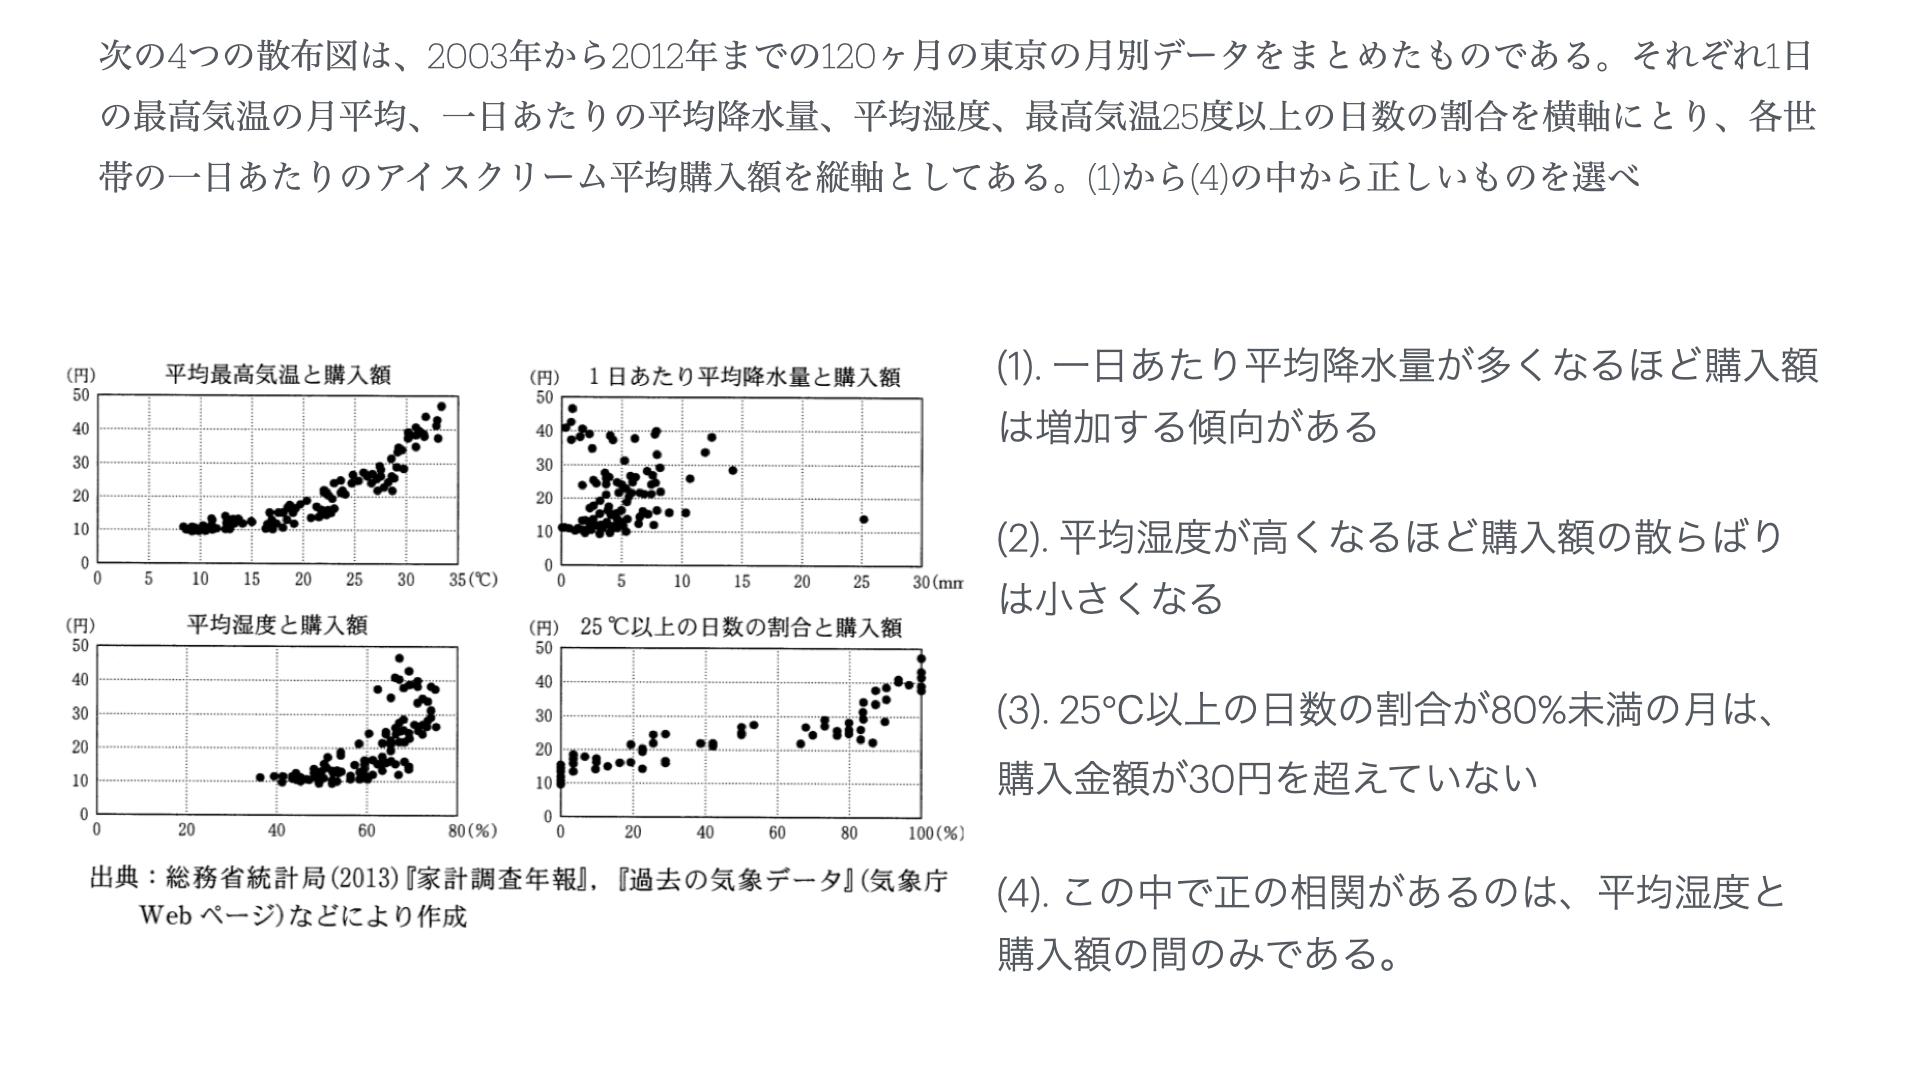 次の4つの散布図は、2003年から2012年までの120ヶ月の東京の月別データをまとめたものである。それぞれ1日
の最高気温の月平均、一日あたりの平均降水量、平均湿度、最高気温25度以上の日数の割合を横軸にとり、各世
帯の一日あたりのアイスクリーム平均購入額を縦軸としてある。(1)から(4)の中から正しいものを選べ
(円) 平均最高気温と購入額
50
40
30
20
10
0
0 5 10 15 20 25 30 35(℃)
(円) 1日あたり平均降水量と購入額
50
40
30
20
10
0
0 5 10 15 20 25 30(mm
(円) 平均湿度と購入額
50
40
30
20
10
0
0 20 40 60 80(%)
(円) 25℃以上の日数の割合と購入額
50
40
30
20
10
0
0 20 40 60 80 100(%)
出典：総務省統計局(2013)『家計調査年報』，『過去の気象データ』(気象庁
Webページ)などにより作成
(1). 一日あたり平均降水量が多くなるほど購入額
は増加する傾向がある
(2). 平均湿度が高くなるほど購入額の散らばり
は小さくなる
(3). 25℃以上の日数の割合が80%未満の月は、
購入金額が30円を超えていない
(4). この中で正の相関があるのは、平均湿度と
購入額の間のみである。